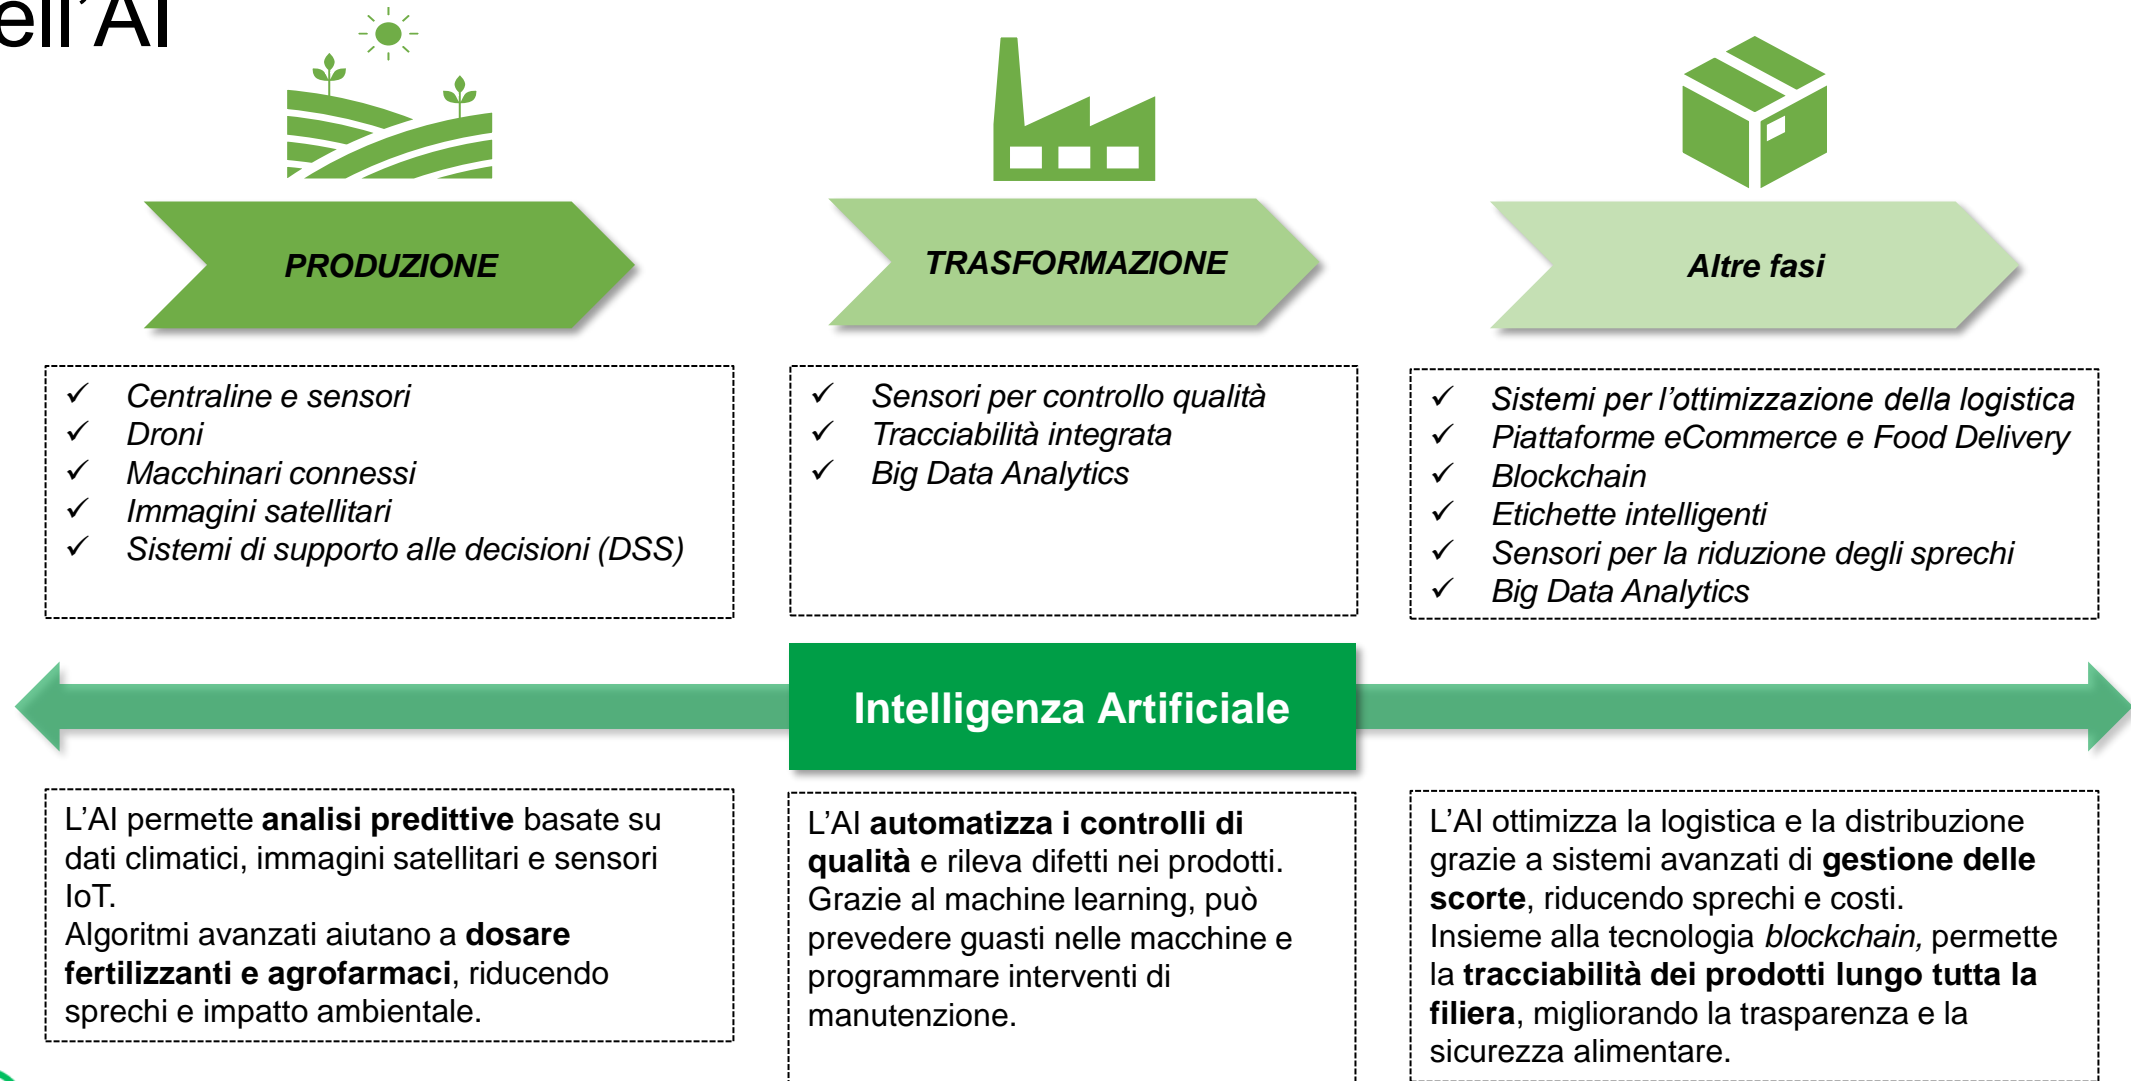 ell’AI
PRODUZIONE
TRASFORMAZIONE
Altre fasi
✓ Centraline e sensori
✓ Droni
✓ Macchinari connessi
✓ Immagini satellitari
✓ Sistemi di supporto alle decisioni (DSS)
✓ Sensori per controllo qualità
✓ Tracciabilità integrata
✓ Big Data Analytics
✓ Sistemi per l’ottimizzazione della logistica
✓ Piattaforme eCommerce e Food Delivery
✓ Blockchain
✓ Etichette intelligenti
✓ Sensori per la riduzione degli sprechi
✓ Big Data Analytics
Intelligenza Artificiale
L’AI permette analisi predittive basate su
dati climatici, immagini satellitari e sensori
IoT.
Algoritmi avanzati aiutano a dosare
fertilizzanti e agrofarmaci, riducendo
sprechi e impatto ambientale.
L’AI automatizza i controlli di
qualità e rileva difetti nei prodotti.
Grazie al machine learning, può
prevedere guasti nelle macchine e
programmare interventi di
manutenzione.
L’AI ottimizza la logistica e la distribuzione
grazie a sistemi avanzati di gestione delle
scorte, riducendo sprechi e costi.
Insieme alla tecnologia blockchain, permette
la tracciabilità dei prodotti lungo tutta la
filiera, migliorando la trasparenza e la
sicurezza alimentare.